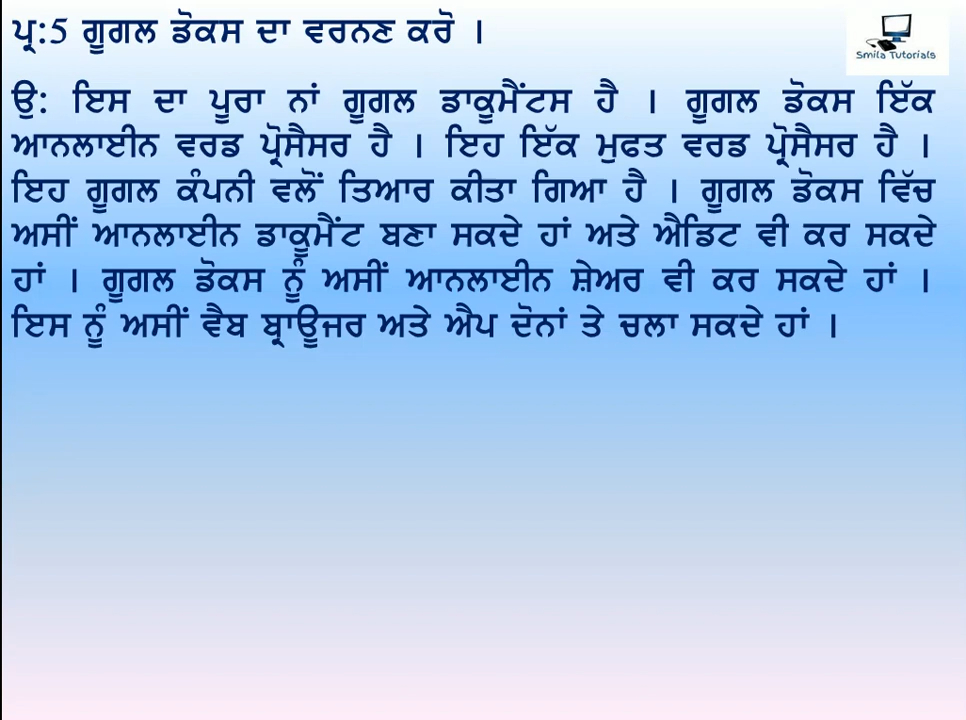 ਪ੍ਰ:5 ਗੂਗਲ ਡੋਕਸ ਦਾ ਵਰਨਣ ਕਰੋ ।
Smila Tutorials
ਉ: ਇਸ ਦਾ ਪੂਰਾ ਨਾਂ ਗੂਗਲ ਡਾਕੂਮੈਂਟਸ ਹੈ । ਗੂਗਲ ਡੋਕਸ ਇੱਕ
ਆਨਲਾਈਨ ਵਰਡ ਪ੍ਰੋਸੈਸਰ ਹੈ । ਇਹ ਇੱਕ ਮੁਫਤ ਵਰਡ ਪ੍ਰੋਸੈਸਰ ਹੈ ।
ਇਹ ਗੂਗਲ ਕੰਪਨੀ ਵਲੋਂ ਤਿਆਰ ਕੀਤਾ ਗਿਆ ਹੈ । ਗੂਗਲ ਡੋਕਸ ਵਿੱਚ
ਅਸੀਂ ਆਨਲਾਈਨ ਡਾਕੂਮੈਂਟ ਬਣਾ ਸਕਦੇ ਹਾਂ ਅਤੇ ਐਡਿਟ ਵੀ ਕਰ ਸਕਦੇ
ਹਾਂ । ਗੂਗਲ ਡੋਕਸ ਨੂੰ ਅਸੀਂ ਆਨਲਾਈਨ ਸ਼ੇਅਰ ਵੀ ਕਰ ਸਕਦੇ ਹਾਂ ।
ਇਸ ਨੂੰ ਅਸੀਂ ਵੈਬ ਬ੍ਰਾਊਜਰ ਅਤੇ ਐਪ ਦੋਨਾਂ ਤੇ ਚਲਾ ਸਕਦੇ ਹਾਂ ।